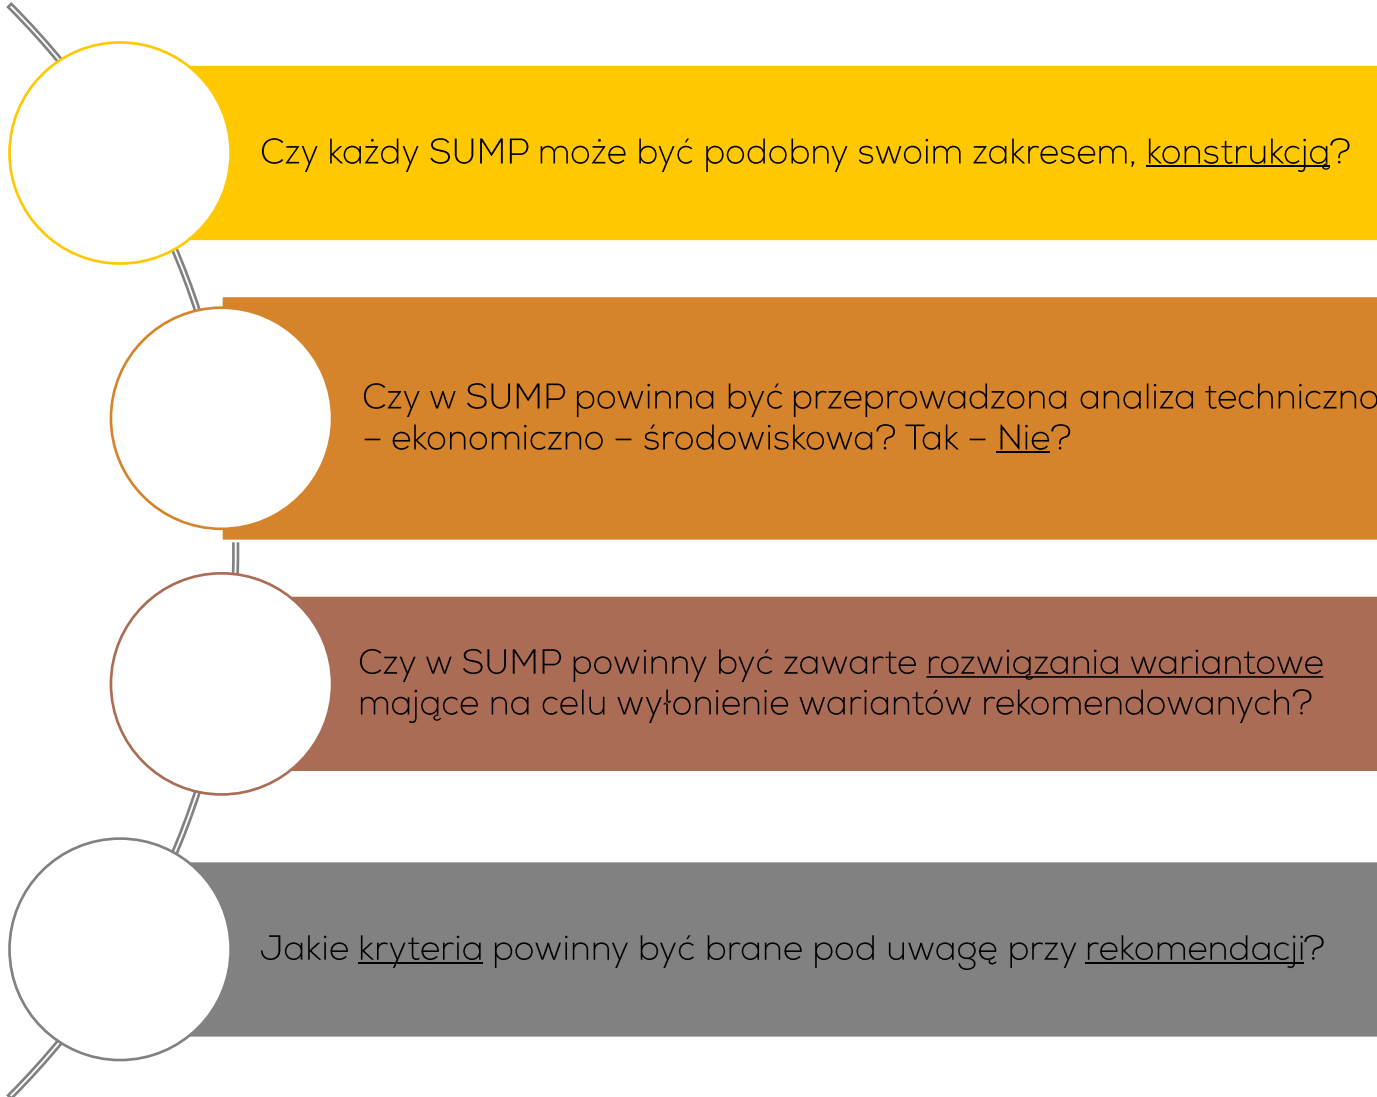 Czy każdy SUMP może być podobny swoim zakresem, konstrukcją?
Czy w SUMP powinna być przeprowadzona analiza techniczno
– ekonomiczno – środowiskowa? Tak – Nie?
Czy w SUMP powinny być zawarte rozwiązania wariantowe
mające na celu wyłonienie wariantów rekomendowanych?
Jakie kryteria powinny być brane pod uwagę przy rekomendacji?